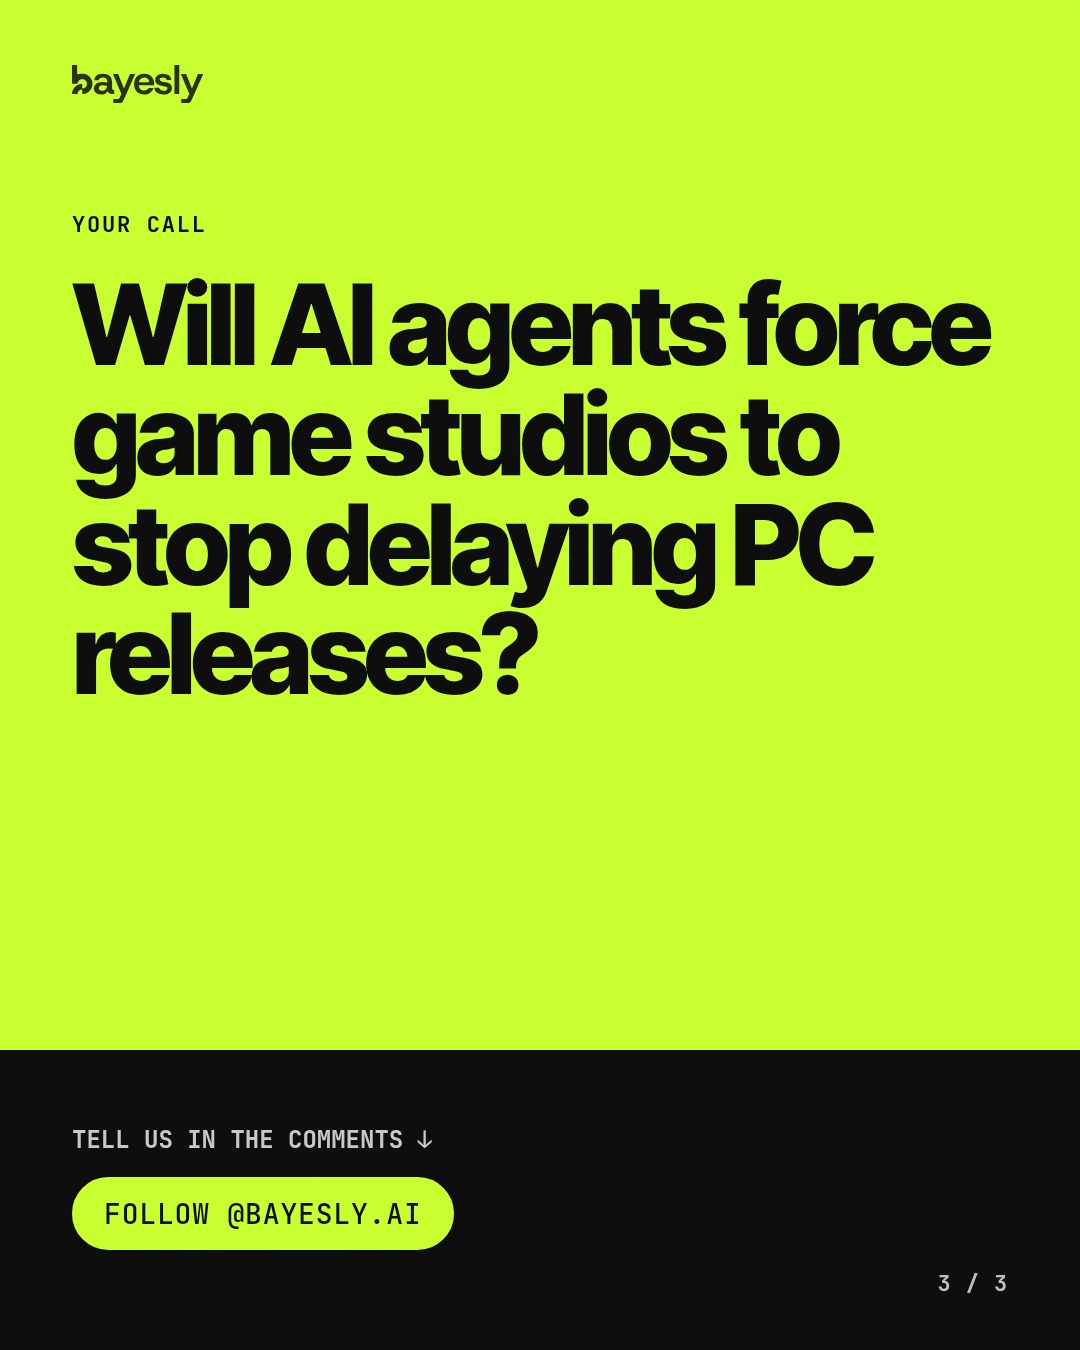 bayesly
YOUR CALL
Will AI agents force
game studios to
stop delaying PC
releases?
TELL US IN THE COMMENTS ↓
FOLLOW @BAYESLY.AI
3 / 3